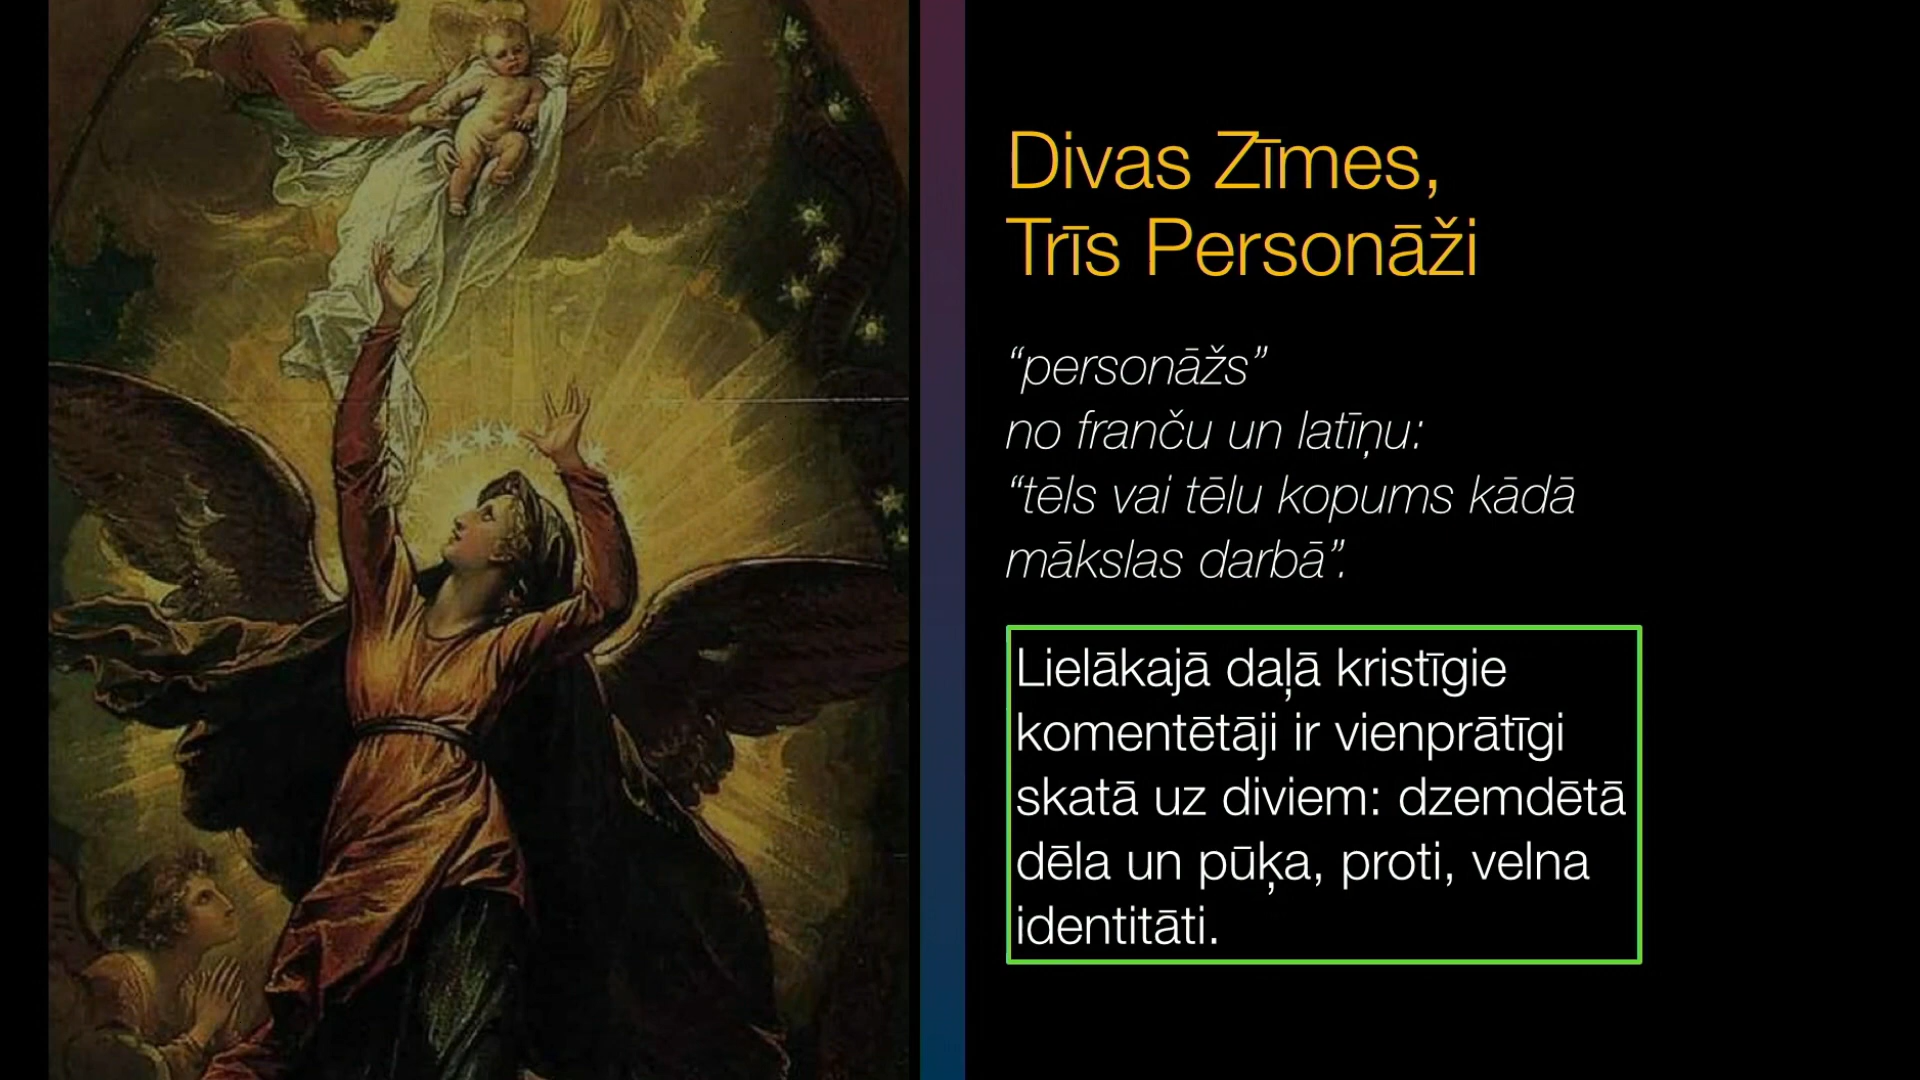 Divas Zīmes,
Trīs Personāži
“personāžs”
no franču un latīņu:
“tēls vai tēlu kopums kādā
mākslas darbā”.
Lielākajā daļā kristīgie
komentētāji ir vienprātīgi
skatā uz diviem: dzemdētā
dēla un pūķa, proti, velna
identitāti.